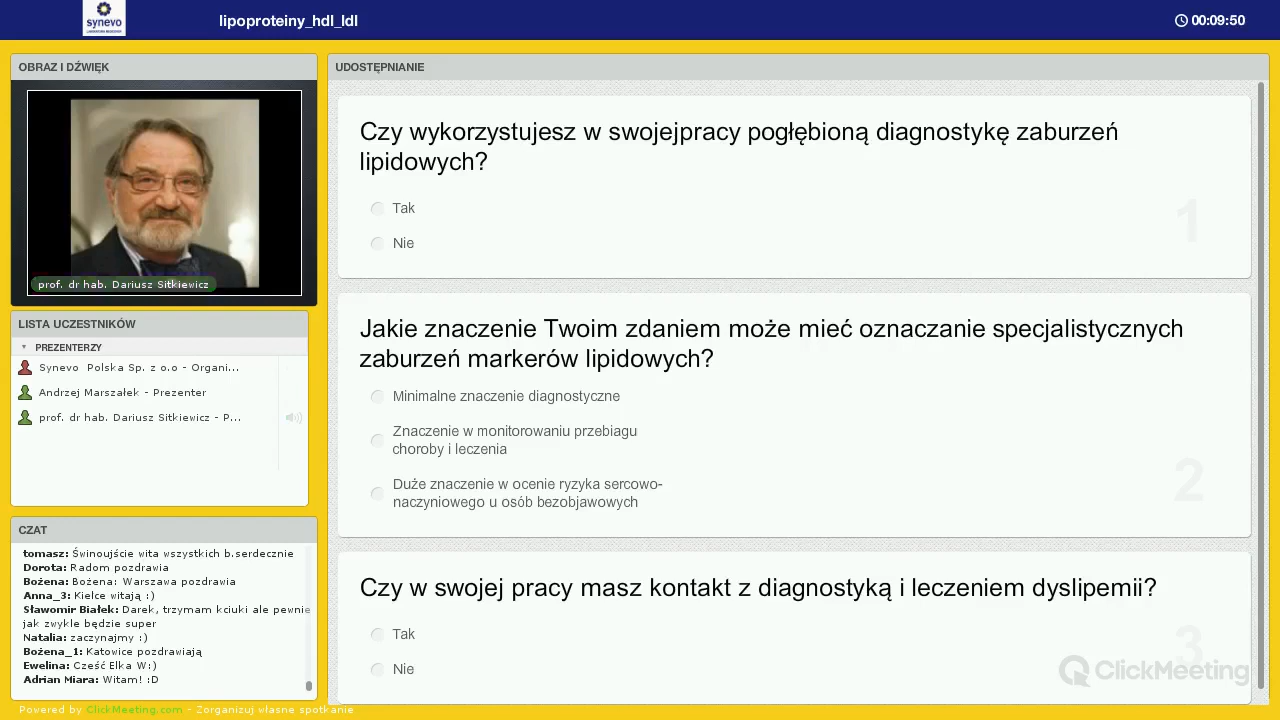 synevo
lipoproteiny_hdl_ldl
00:09:50
OBRAZ I DŹWIĘK
prof. dr hab. Dariusz Sitkiewicz
LISTA UCZESTNIKÓW
PREZENTERZY
Synevo Polska Sp. z o.o - Organi...
Andrzej Marszałek - Prezenter
prof. dr hab. Dariusz Sitkiewicz - P...
CZAT
tomasz: Świnoujście wita wszystkich b.serdecznie
Dorota: Radom pozdrawia
Bożena: Bożena: Warszawa pozdrawia
Anna_3: Kielce witają :)
Sławomir Białek: Darek, trzymam kciuki ale pewnie
jak zwykle będzie super
Natalia: zaczynajmy :)
Bożena_1: Katowice pozdrawiają
Ewelina: Cześć Elka W:)
Adrian Miara: Witam! :D
Powered by ClickMeeting.com - Zorganizuj własne spotkanie
UDOSTĘPNIANIE
Czy wykorzystujesz w swojejpracy pogłębioną diagnostykę zaburzeń
lipidowych?
Tak
Nie
1
Jakie znaczenie Twoim zdaniem może mieć oznaczanie specjalistycznych
zaburzeń markerów lipidowych?
Minimalne znaczenie diagnostyczne
Znaczenie w monitorowaniu przebiagu
choroby i leczenia
Duże znaczenie w ocenie ryzyka sercowo-
naczyniowego u osób bezobjawowych
2
Czy w swojej pracy masz kontakt z diagnostyką i leczeniem dyslipemii?
Tak
Nie
3
ClickMeeting